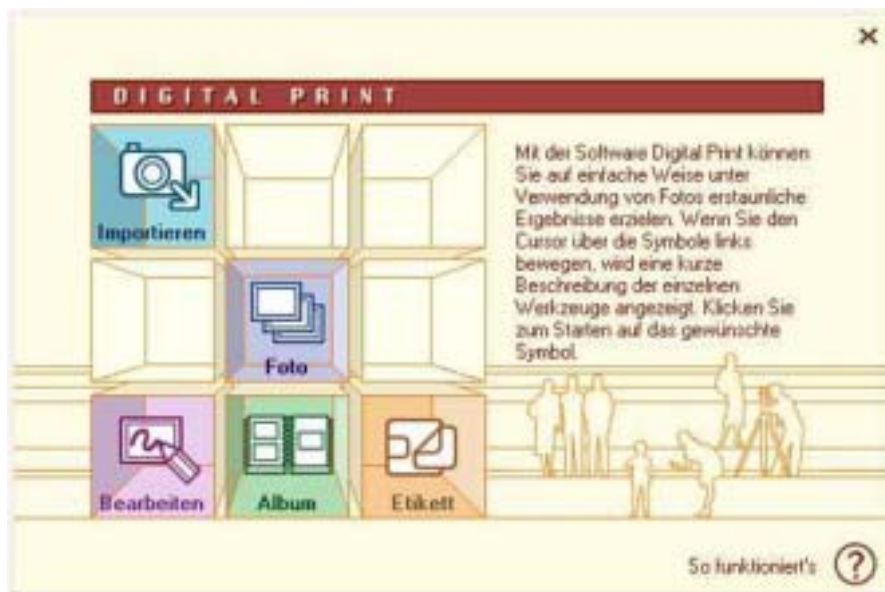 DIGITAL PRINT
Importieren
Mit der Software Digital Print können
Sie auf einfache Weise unter
Verwendung von Fotos erstaunliche
Ergebnisse erzielen. Wenn Sie den
Cursor über die Symbole links
bewegen, wird eine kurze
Beschreibung der einzelnen
Werkzeuge angezeigt. Klicken Sie
zum Starten auf das gewünschte
Symbol.
Foto
Bearbeiten
Album
Etikett
So funktioniert's
?